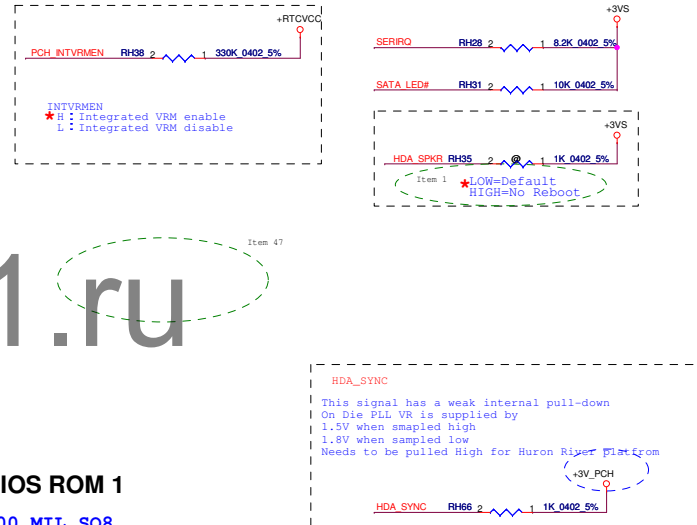 +RTCVCC
PCH_INTVRMEN RH38 2 1 330K_0402_5%
INTVRMEN
* H : Integrated VRM enable
L : Integrated VRM disable
+3VS
SERIRQ RH28 2 1 8.2K_0402_5%
SATA_LED# RH31 2 1 10K_0402_5%
+3VS
HDA_SPKR RH35 2 @ 1 1K_0402_5%
Item 1
* LOW=Default
HIGH=No Reboot
Item 47
1.ru
HDA_SYNC
This signal has a weak internal pull-down
On Die PLL VR is supplied by
1.5V when smapled high
1.8V when sampled low
Needs to be pulled High for Huron River platfrom
+3V_PCH
HDA_SYNC RH66 2 1 1K_0402_5%
IOS ROM 1
00 MIL SO8